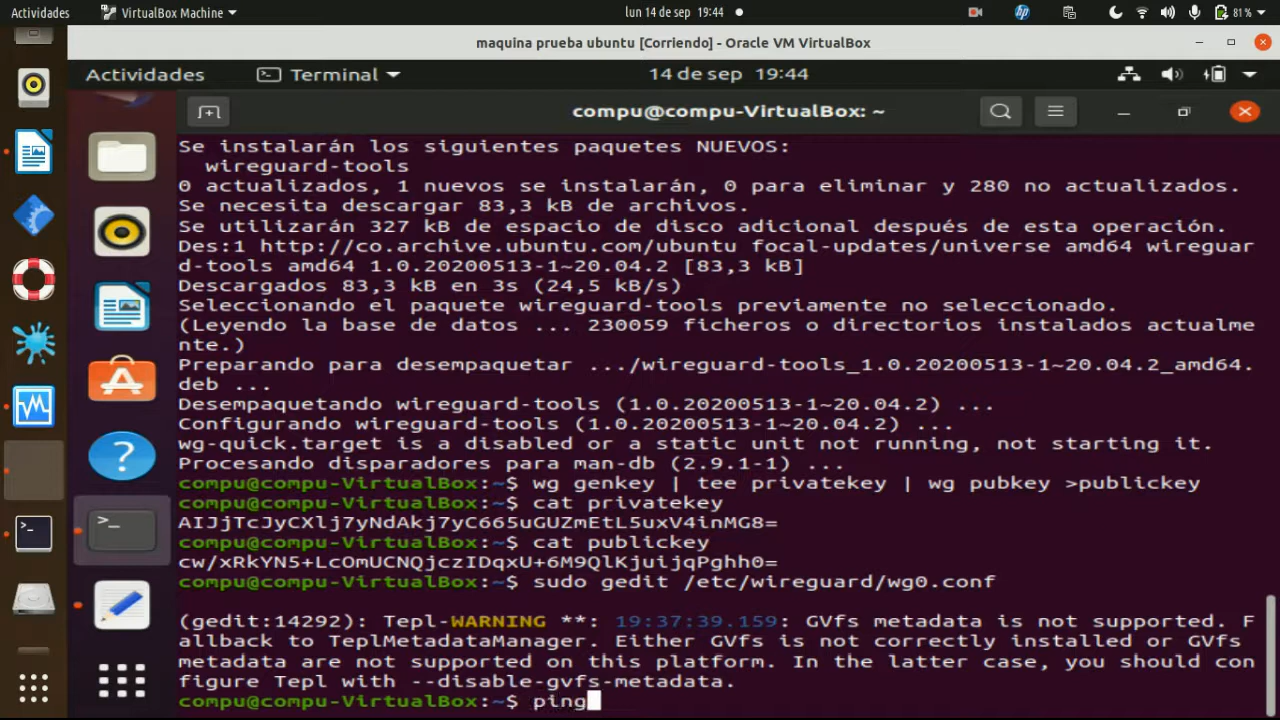 Actividades VirtualBox Machine lun 14 de sep 19:44 81%
maquina prueba ubuntu [Corriendo] - Oracle VM VirtualBox
Actividades Terminal 14 de sep 19:44
compu@compu-VirtualBox: ~
Se instalarán los siguientes paquetes NUEVOS:
wireguard-tools
0 actualizados, 1 nuevos se instalarán, 0 para eliminar y 280 no actualizados.
Se necesita descargar 83,3 kB de archivos.
Se utilizarán 327 kB de espacio de disco adicional después de esta operación.
Des:1 http://co.archive.ubuntu.com/ubuntu focal-updates/universe amd64 wireguar
d-tools amd64 1.0.20200513-1~20.04.2 [83,3 kB]
Descargados 83,3 kB en 3s (24,5 kB/s)
Seleccionando el paquete wireguard-tools previamente no seleccionado.
(Leyendo la base de datos ... 230059 ficheros o directorios instalados actualme
nte.)
Preparando para desempaquetar .../wireguard-tools_1.0.20200513-1~20.04.2_amd64.
deb ...
Desempaquetando wireguard-tools (1.0.20200513-1~20.04.2) ...
Configurando wireguard-tools (1.0.20200513-1~20.04.2) ...
wg-quick.target is a disabled or a static unit not running, not starting it.
Procesando disparadores para man-db (2.9.1-1) ...
compu@compu-VirtualBox:~$ wg genkey | tee privatekey | wg pubkey >publickey
compu@compu-VirtualBox:~$ cat privatekey
AIJjTcJyCXlj7yNdAkj7yC665uGUZmEtL5uxV4inMG8=
compu@compu-VirtualBox:~$ cat publickey
cw/xRkYN5+LcOmUCNQjczIDqxU+6M9QlKjuijqPghh0=
compu@compu-VirtualBox:~$ sudo gedit /etc/wireguard/wg0.conf
(gedit:14292): Tepl-WARNING **: 19:37:39.159: GVfs metadata is not supported. F
allback to TeplMetadataManager. Either GVfs is not correctly installed or GVfs
metadata are not supported on this platform. In the latter case, you should con
figure Tepl with --disable-gvfs-metadata.
compu@compu-VirtualBox:~$ ping